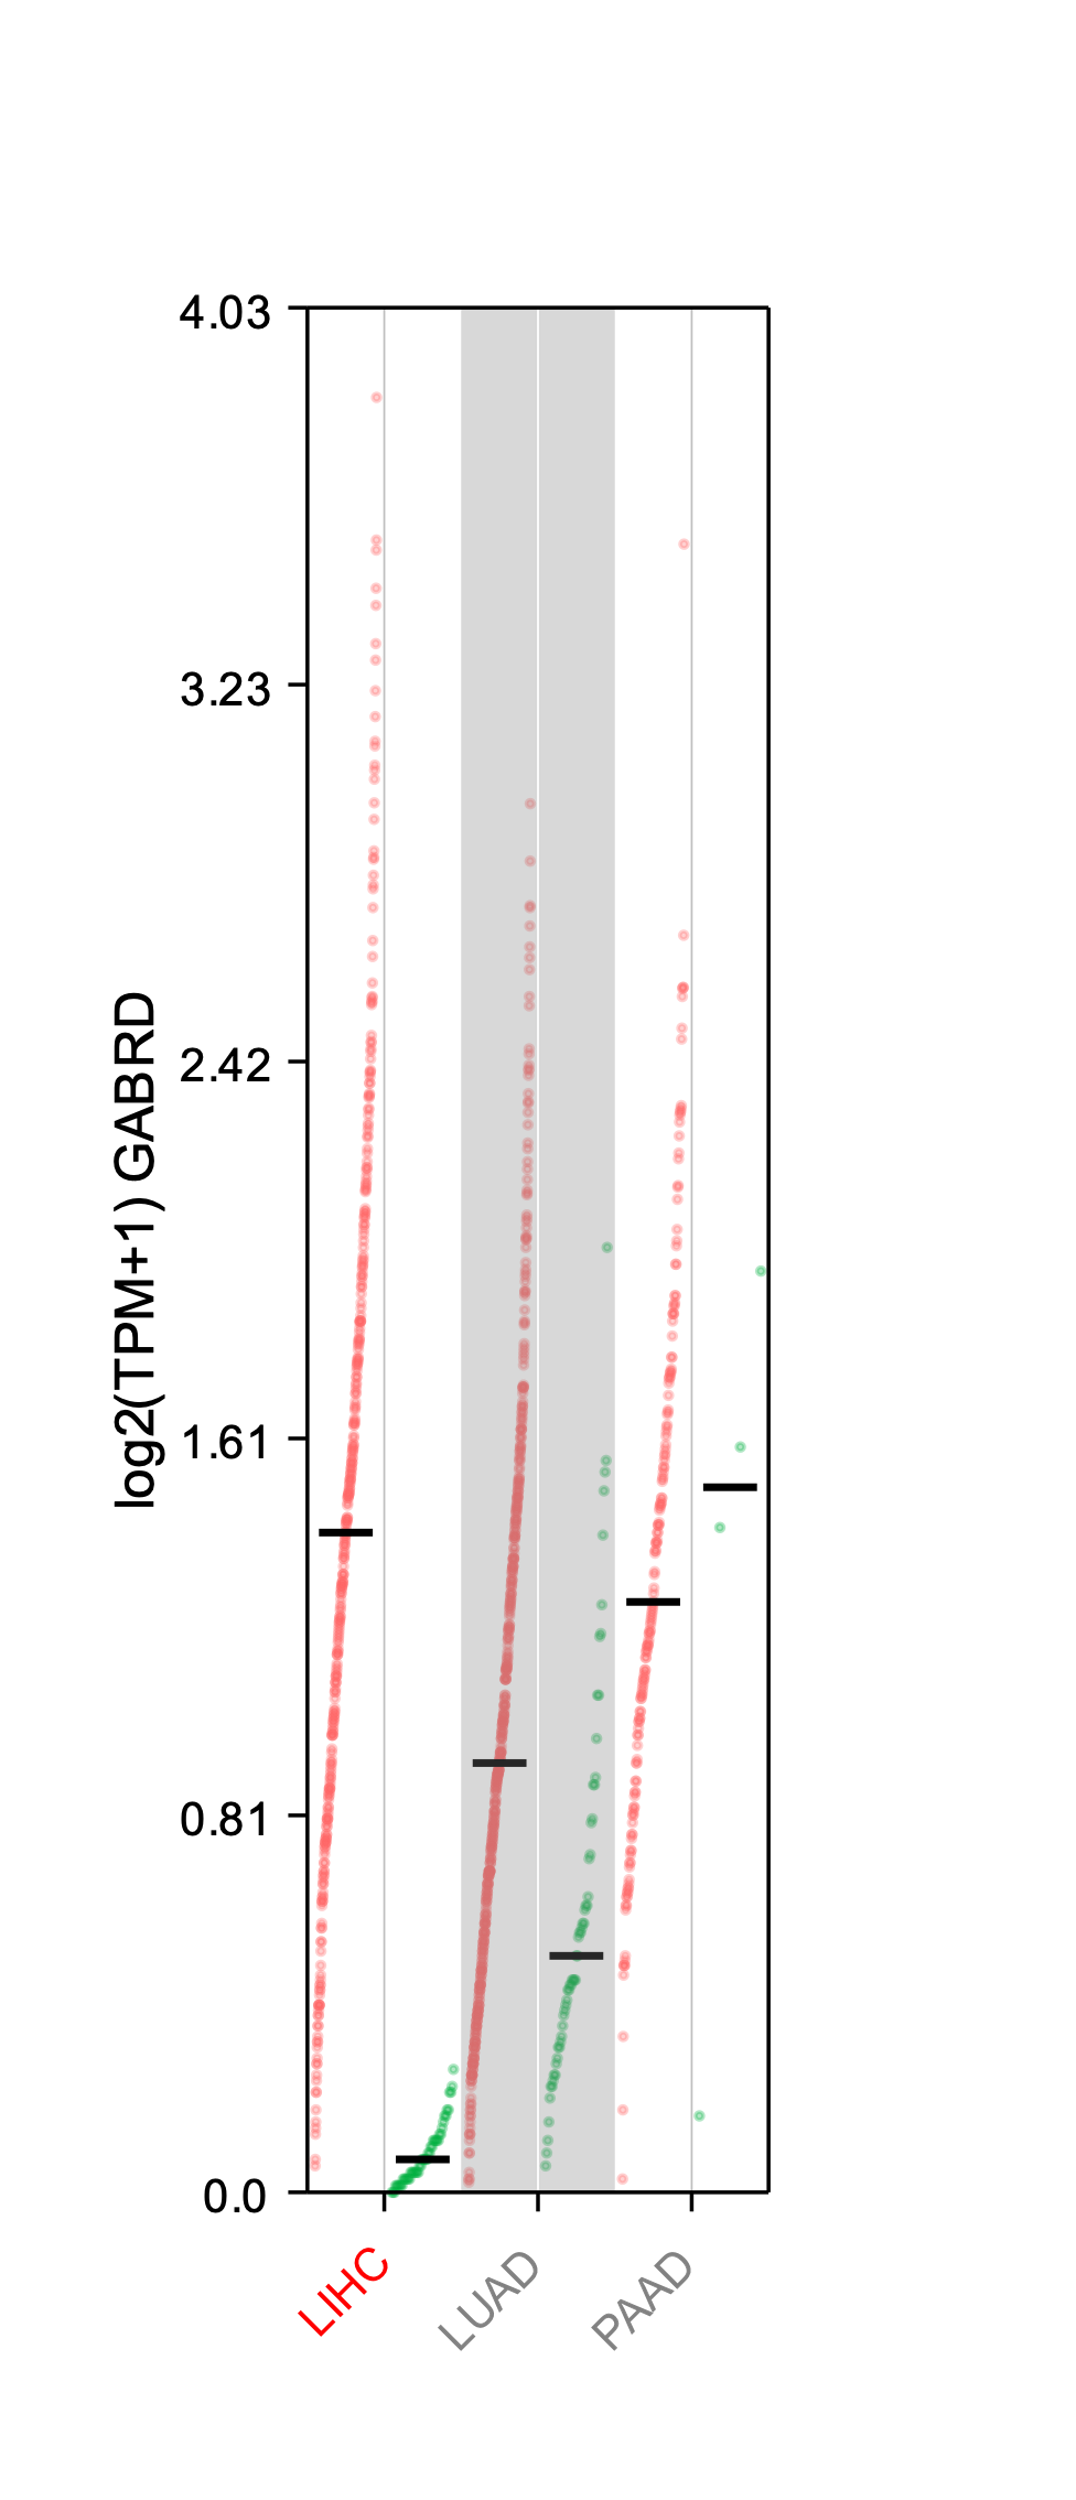 4.03
3.23
2.42
1.61
0.81
0.0
log2(TPM+1) GABRD
LIHC
LUAD
PAAD